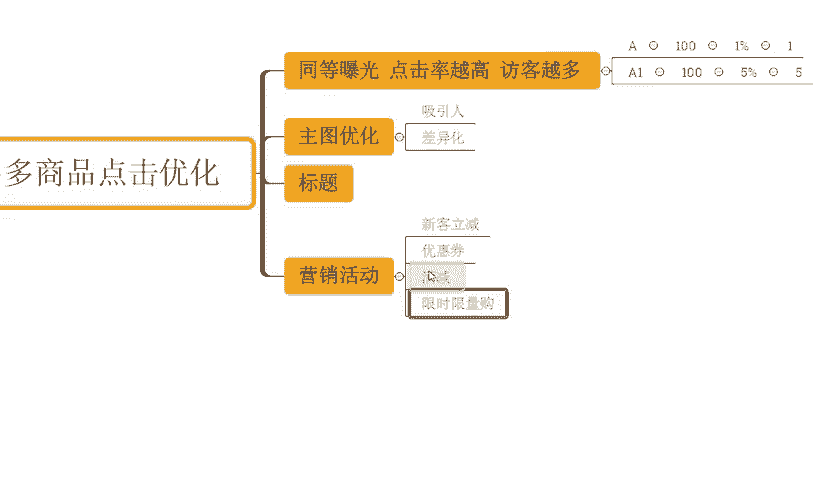 多商品点击优化
同等曝光 点击率越高 访客越多
A 100 1% 1
A1 100 5% 5
主图优化
吸引人
差异化
标题
营销活动
新客立减
优惠券
减
限时限量购